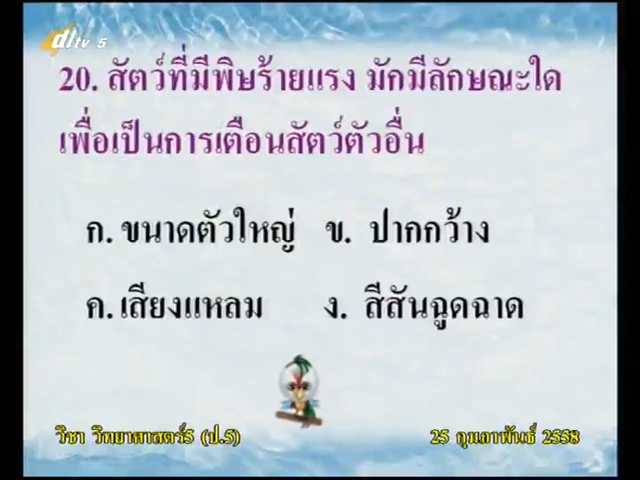 dltv 5
20. สัตว์ที่มีพิษร้ายแรง มักมีลักษณะใด
เพื่อเป็นการเตือนสัตว์ตัวอื่น
ก. ขนาดตัวใหญ่ ข. ปากกว้าง
ค. เสียงแหลม ง. สีสันฉูดฉาด
วิชา วิทยาศาสตร์5 (ป.5) 25 กุมภาพันธ์ 2558